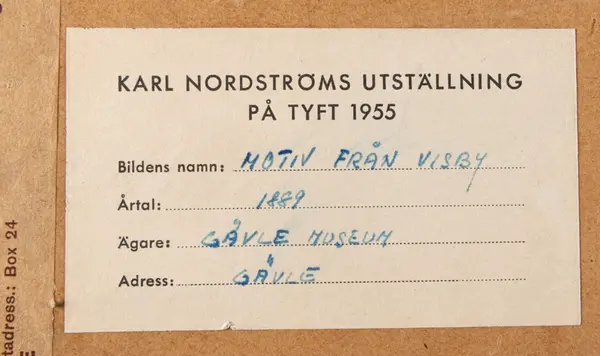 KARL NORDSTRÖMS UTSTÄLLNING
PÅ TYFT 1955
Bildens namn: MOTIV FRÅN VISBY
Årtal: 1889
Ägare: GÄVLE MUSEUM
Adress: GÄVLE
tadress.: Box 24